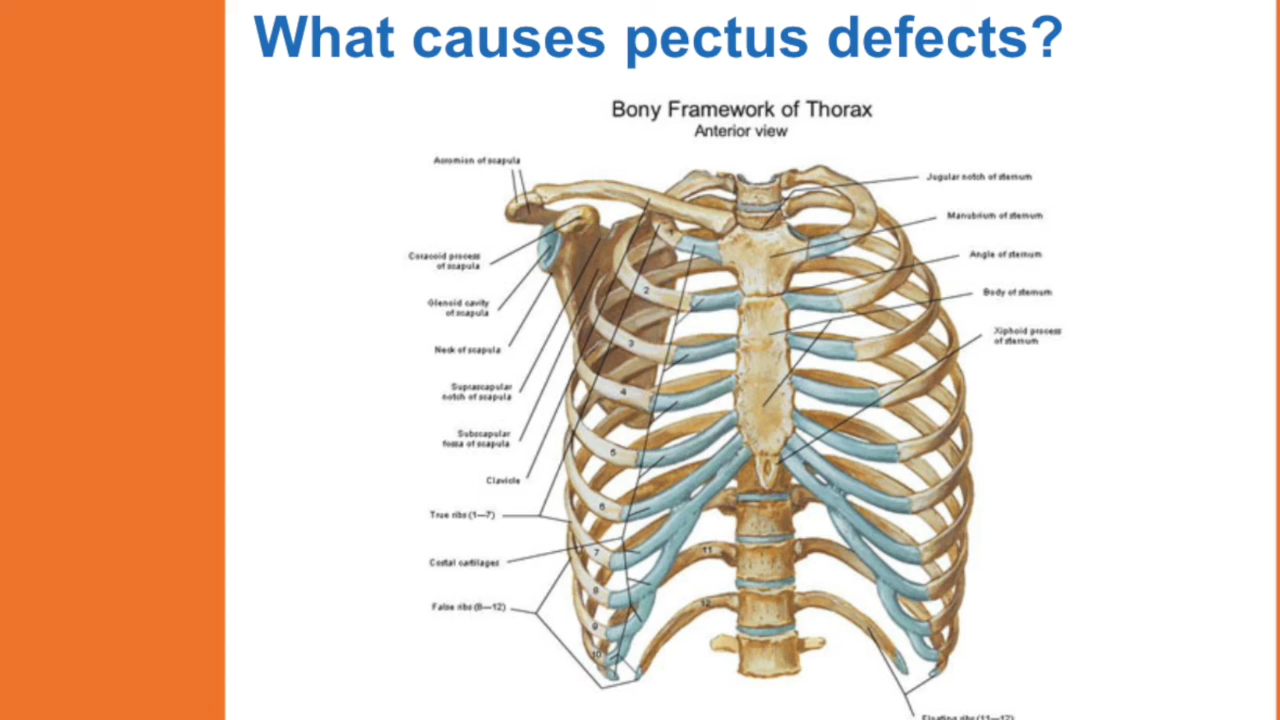 What causes pectus defects?
Bony Framework of Thorax
Anterior view
Acromion of scapula
Coracoid process
of scapula
Glenoid cavity
of scapula
Neck of scapula
Suprascapular
notch of scapula
Subscapular
fossa of scapula
Clavicle
True ribs (1—7)
Costal cartilages
False ribs (8—12)
Jugular notch of sternum
Manubrium of sternum
Angle of sternum
Body of sternum
Xiphoid process
of sternum
2
3
4
5
6
7
8
9
10
11
12
Floating ribs (11—12)